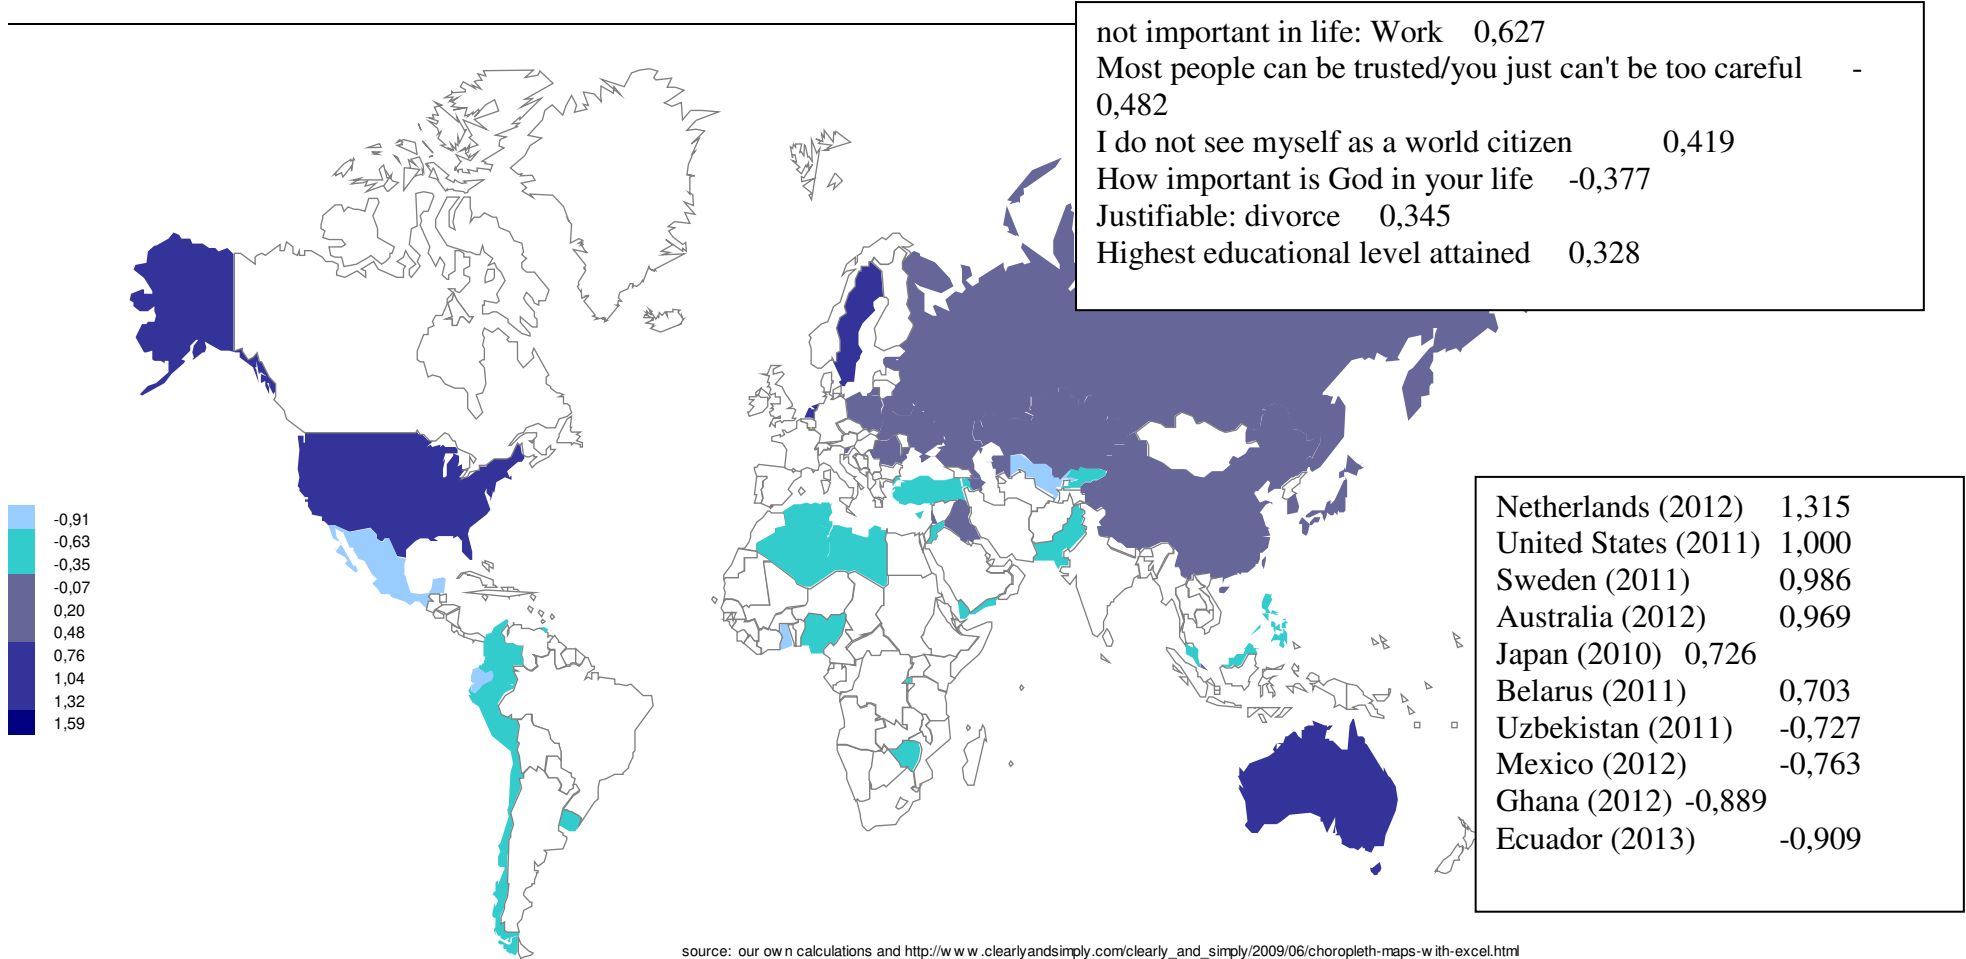 not important in life: Work 0,627
Most people can be trusted/you just can't be too careful -
0,482
I do not see myself as a world citizen 0,419
How important is God in your life -0,377
Justifiable: divorce 0,345
Highest educational level attained 0,328
-0,91
-0,63
-0,35
-0,07
0,20
0,48
0,76
1,04
1,32
1,59
Netherlands (2012) 1,315
United States (2011) 1,000
Sweden (2011) 0,986
Australia (2012) 0,969
Japan (2010) 0,726
Belarus (2011) 0,703
Uzbekistan (2011) -0,727
Mexico (2012) -0,763
Ghana (2012) -0,889
Ecuador (2013) -0,909
source: our own calculations and http://www.clearlyandsimply.com/clearly_and_simply/2009/06/choropleth-maps-with-excel.html